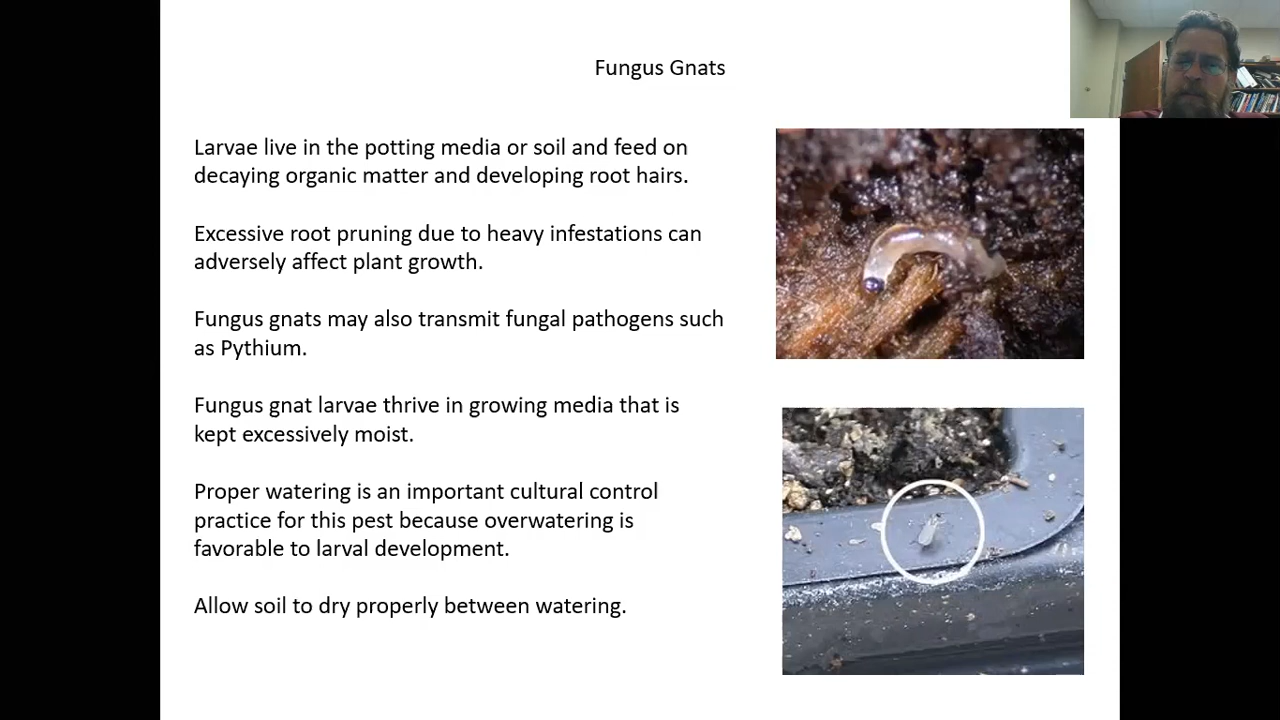 Fungus Gnats
Larvae live in the potting media or soil and feed on
decaying organic matter and developing root hairs.
Excessive root pruning due to heavy infestations can
adversely affect plant growth.
Fungus gnats may also transmit fungal pathogens such
as Pythium.
Fungus gnat larvae thrive in growing media that is
kept excessively moist.
Proper watering is an important cultural control
practice for this pest because overwatering is
favorable to larval development.
Allow soil to dry properly between watering.